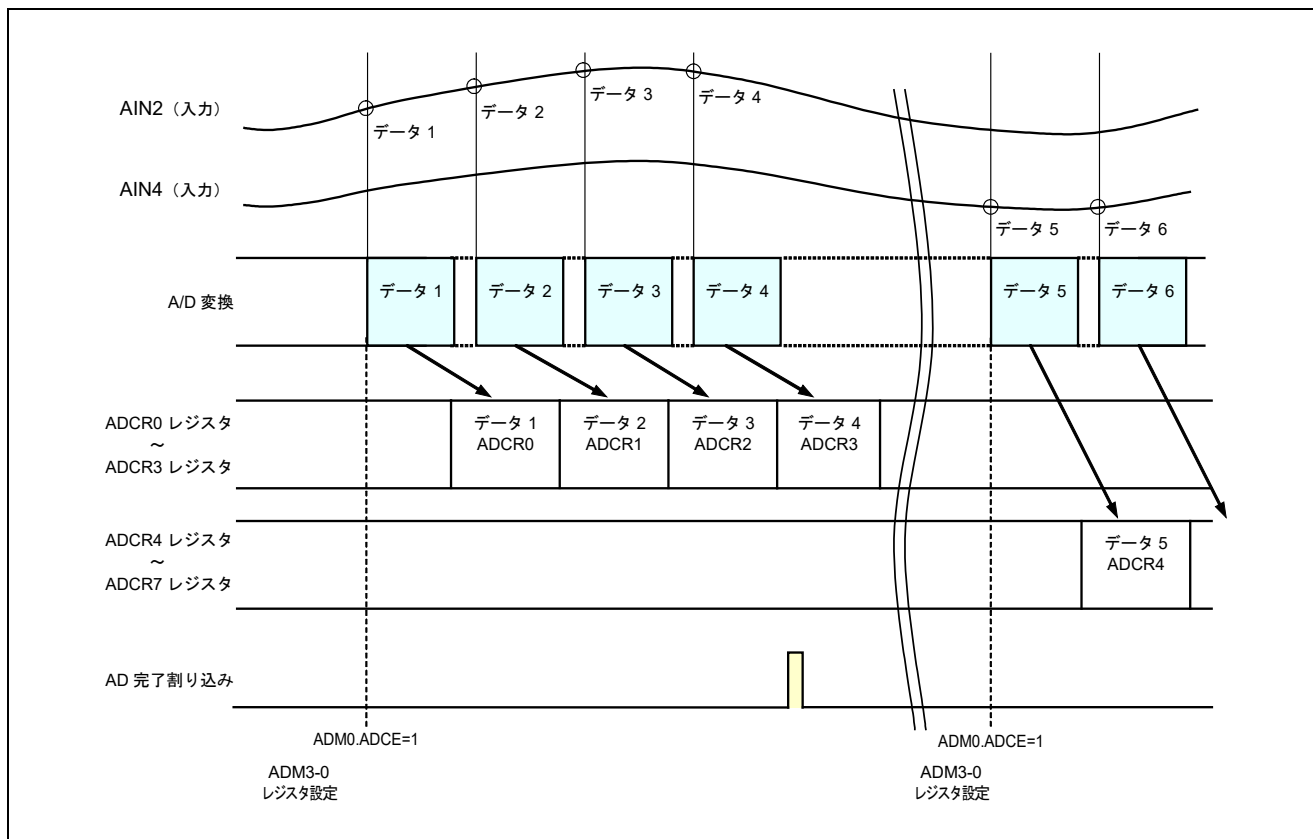 AIN2（入力）
データ 1
データ 2
データ 3
データ 4
AIN4（入力）
データ 5
データ 6
A/D 変換
データ 1
データ 2
データ 3
データ 4
データ 5
データ 6
ADCR0 レジスタ
～
ADCR3 レジスタ
データ 1
ADCR0
データ 2
ADCR1
データ 3
ADCR2
データ 4
ADCR3
ADCR4 レジスタ
～
ADCR7 レジスタ
データ 5
ADCR4
AD 完了割り込み
ADM0.ADCE=1
ADM3-0
レジスタ設定
ADM0.ADCE=1
ADM3-0
レジスタ設定